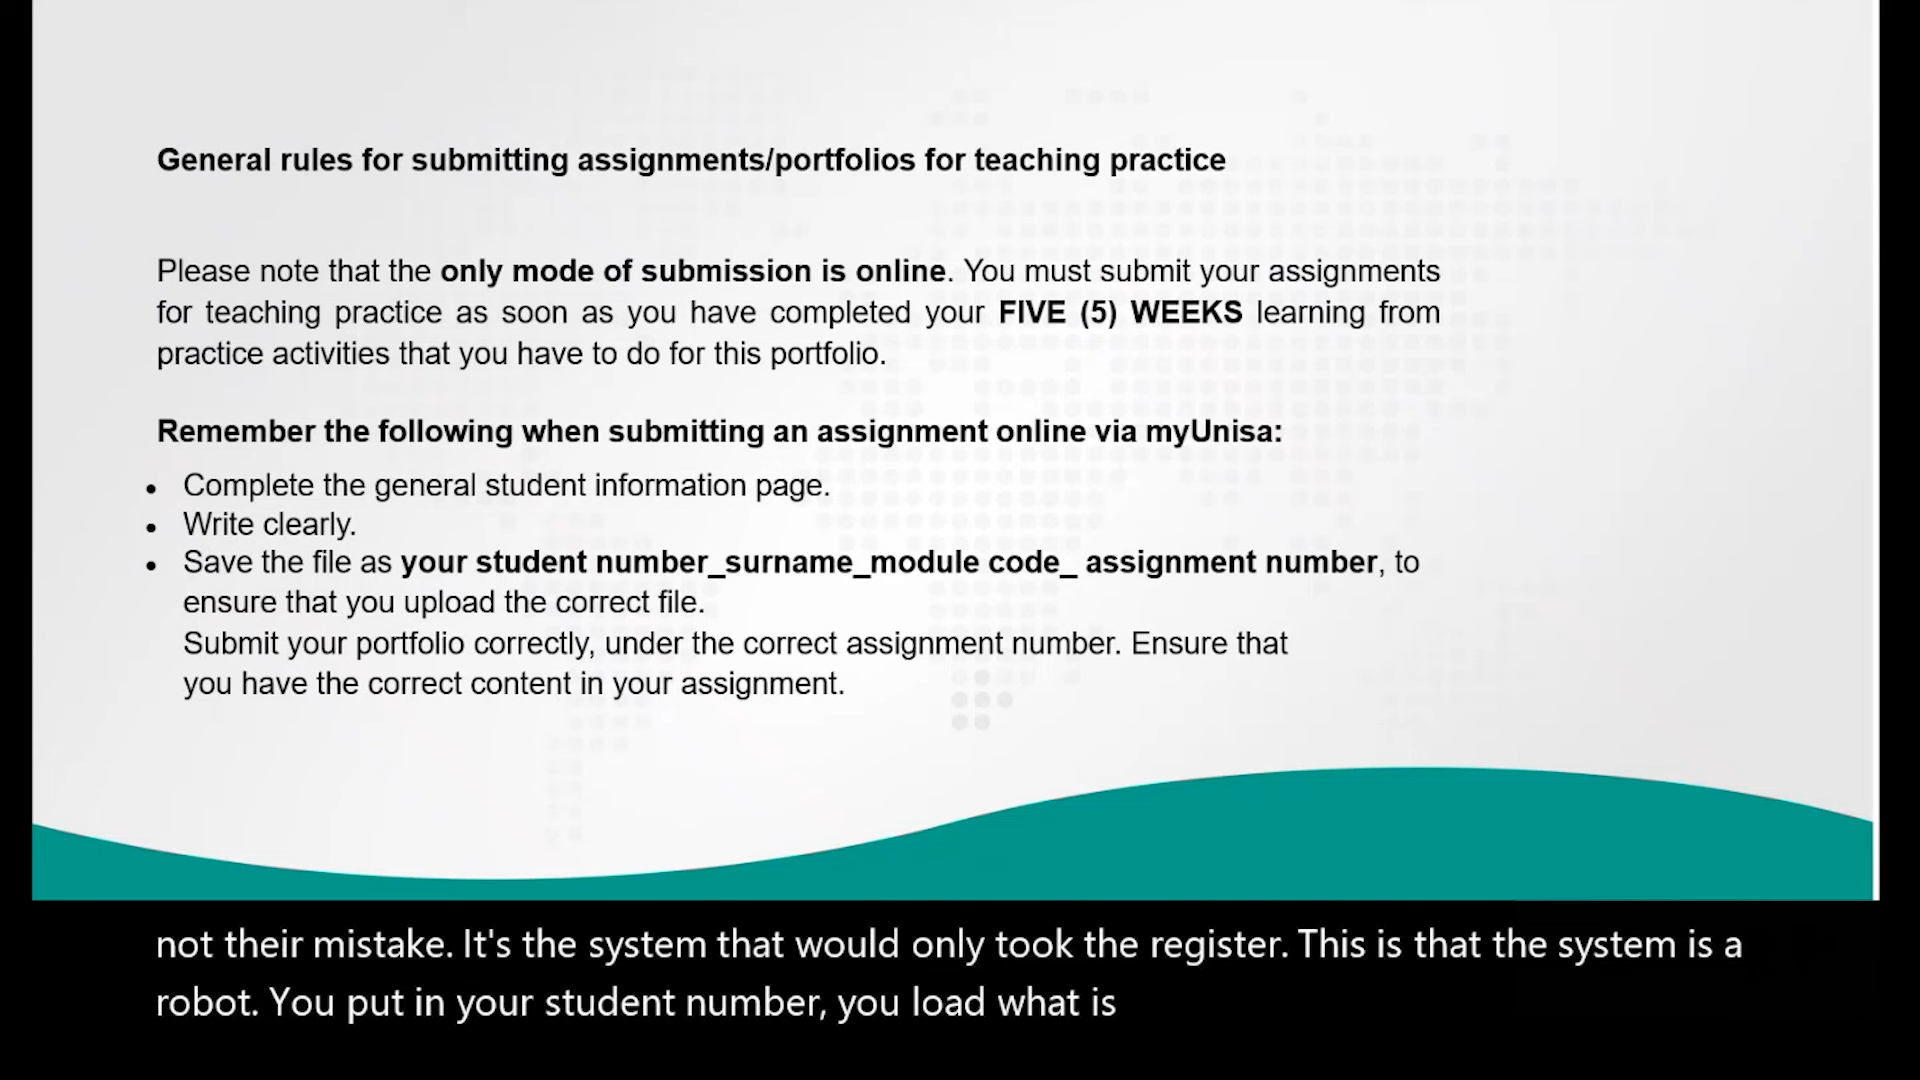 General rules for submitting assignments/portfolios for teaching practice
Please note that the only mode of submission is online. You must submit your assignments
for teaching practice as soon as you have completed your FIVE (5) WEEKS learning from
practice activities that you have to do for this portfolio.
Remember the following when submitting an assignment online via myUnisa:
• Complete the general student information page.
• Write clearly.
• Save the file as your student number_surname_module code_ assignment number, to
ensure that you upload the correct file.
Submit your portfolio correctly, under the correct assignment number. Ensure that
you have the correct content in your assignment.
not their mistake. It's the system that would only took the register. This is that the system is a
robot. You put in your student number, you load what is